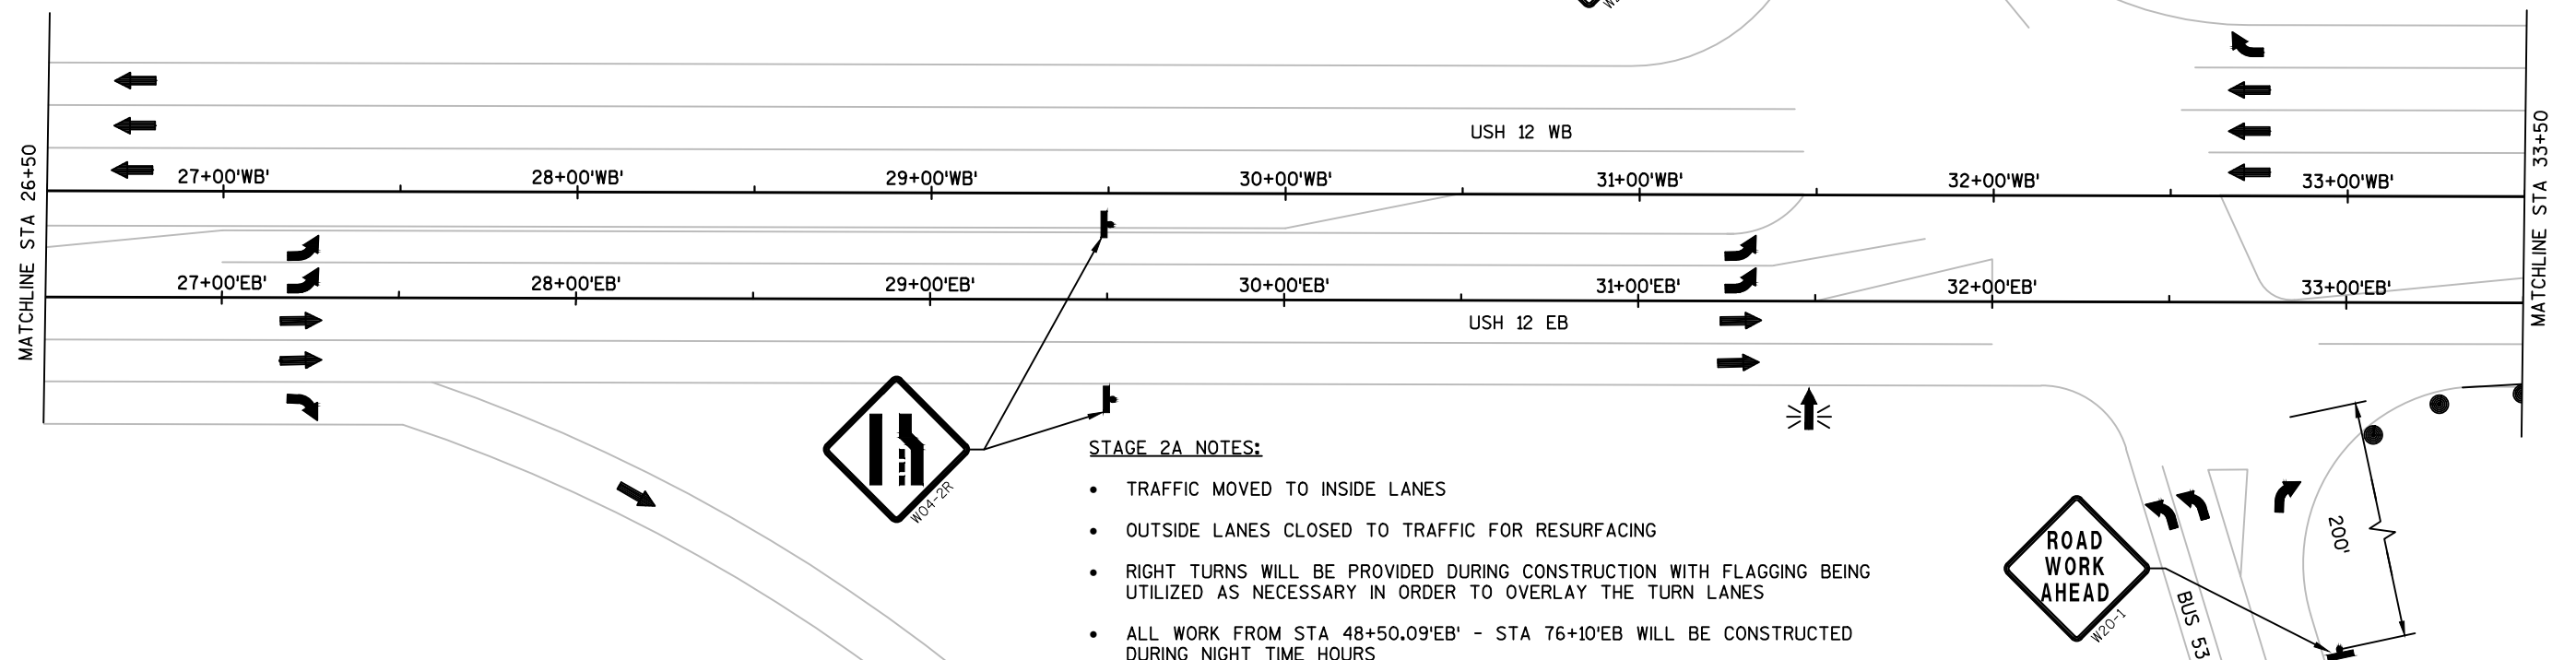 USH 12 WB
MATCHLINE STA 26+50
MATCHLINE STA 33+50
27+00'WB'
28+00'WB'
29+00'WB'
30+00'WB'
31+00'WB'
32+00'WB'
33+00'WB'
27+00'EB'
28+00'EB'
29+00'EB'
30+00'EB'
31+00'EB'
32+00'EB'
33+00'EB'
USH 12 EB
W04-2R
STAGE 2A NOTES:
• TRAFFIC MOVED TO INSIDE LANES
• OUTSIDE LANES CLOSED TO TRAFFIC FOR RESURFACING
• RIGHT TURNS WILL BE PROVIDED DURING CONSTRUCTION WITH FLAGGING BEING
UTILIZED AS NECESSARY IN ORDER TO OVERLAY THE TURN LANES
• ALL WORK FROM STA 48+50.09'EB' - STA 76+10'EB WILL BE CONSTRUCTED
DURING NIGHT TIME HOURS
ROAD
WORK
AHEAD
W20-1
BUS 53
200'